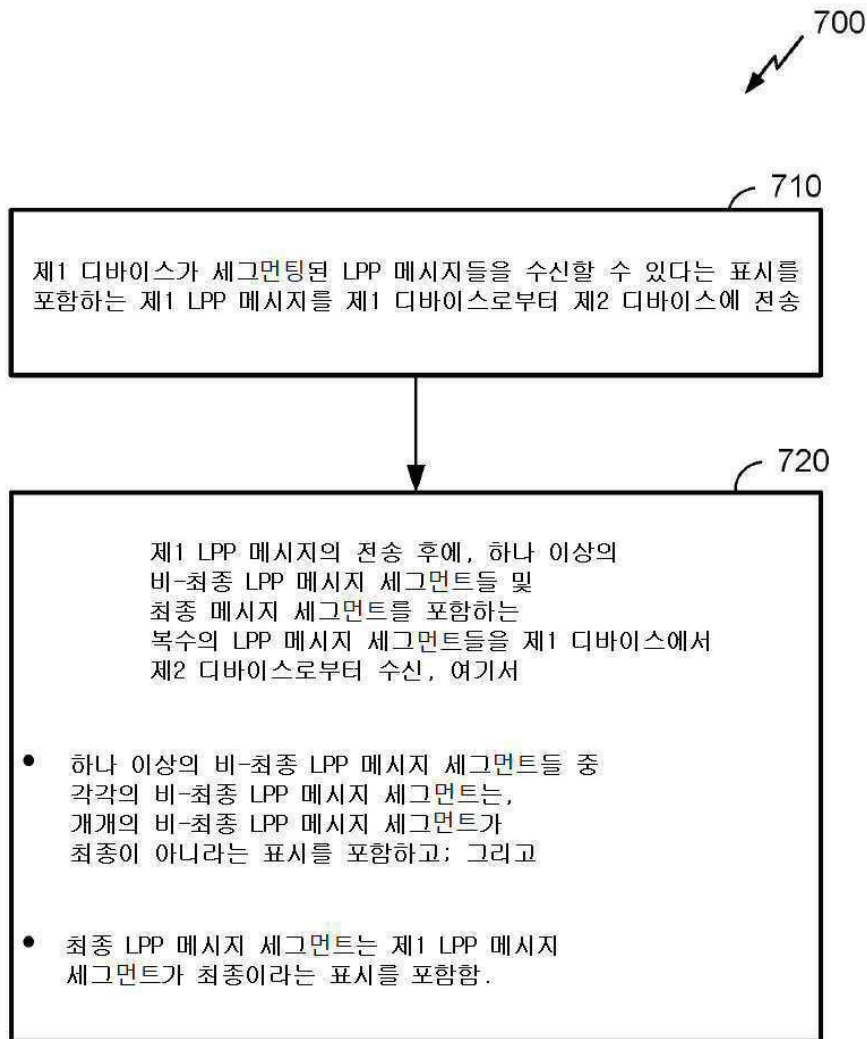 700
710
제1 디바이스가 세그먼팅된 LPP 메시지들을 수신할 수 있다는 표시를
포함하는 제1 LPP 메시지를 제1 디바이스로부터 제2 디바이스에 전송
720
제1 LPP 메시지의 전송 후에, 하나 이상의
비-최종 LPP 메시지 세그먼트들 및
최종 메시지 세그먼트를 포함하는
복수의 LPP 메시지 세그먼트들을 제1 디바이스에서
제2 디바이스로부터 수신, 여기서
• 하나 이상의 비-최종 LPP 메시지 세그먼트들 중
각각의 비-최종 LPP 메시지 세그먼트는,
개개의 비-최종 LPP 메시지 세그먼트가
최종이 아니라는 표시를 포함하고; 그리고
• 최종 LPP 메시지 세그먼트는 제1 LPP 메시지
세그먼트가 최종이라는 표시를 포함함.